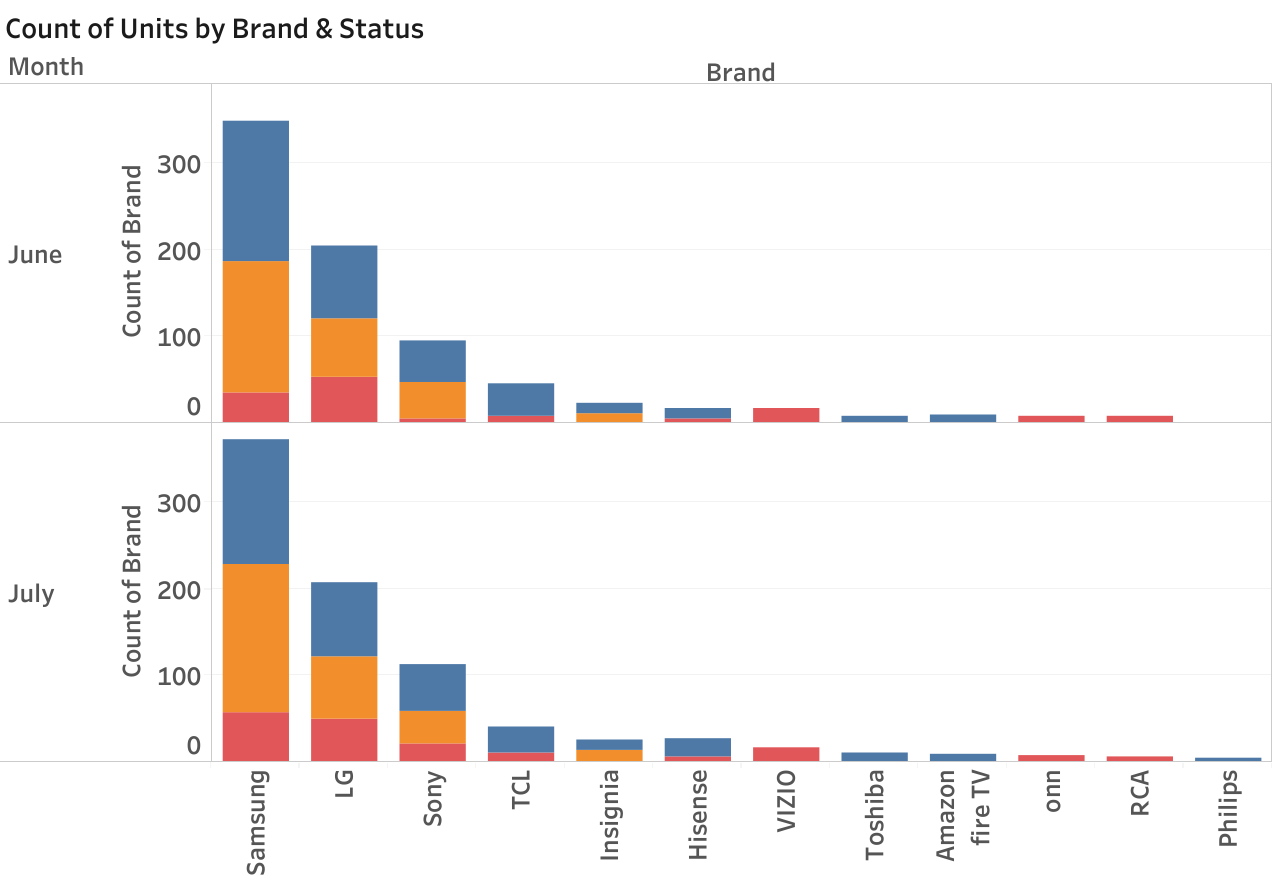 Count of Units by Brand & Status
Month
Brand
June
Count of Brand
300
200
100
0
July
Count of Brand
300
200
100
0
Samsung
LG
Sony
TCL
Insignia
Hisense
VIZIO
Toshiba
Amazon
fire TV
onn
RCA
Philips